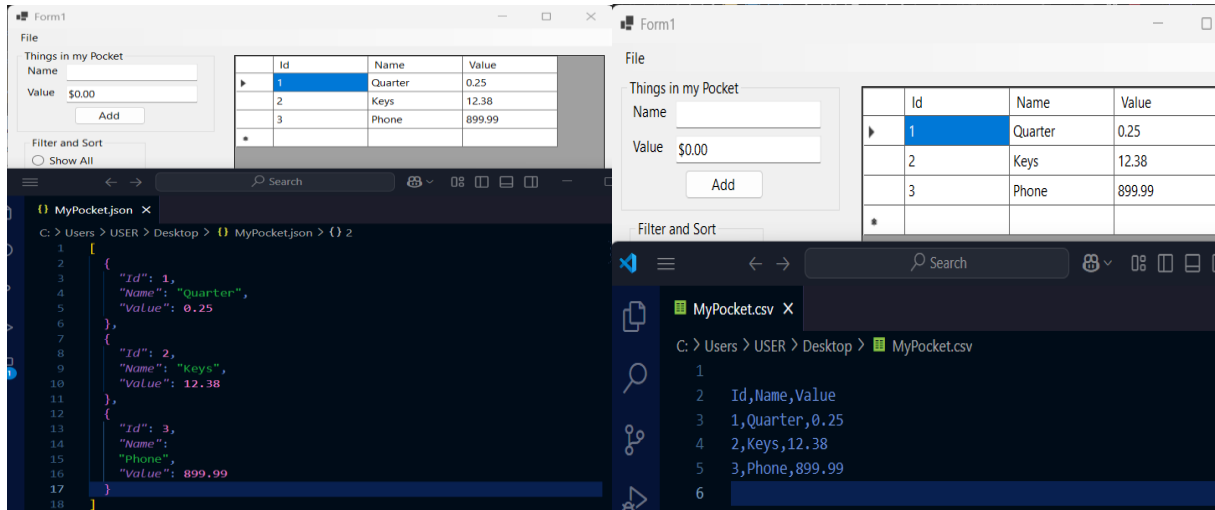 Form1
File
Things in my Pocket
Name
Value $0.00
Add
Filter and Sort
Show All
Id Name Value
1 Quarter 0.25
2 Keys 12.38
3 Phone 899.99
Search
{} MyPocket.json X
C: > Users > USER > Desktop > {} MyPocket.json > {} 2
1 [
2 {
3 "Id": 1,
4 "Name": "Quarter",
5 "Value": 0.25
6 },
7 {
8 "Id": 2,
9 "Name": "Keys",
10 "Value": 12.38
11 },
12 {
13 "Id": 3,
14 "Name":
15 "Phone",
16 "Value": 899.99
17 }
18 ]
Form1
File
Things in my Pocket
Name
Value $0.00
Add
Filter and Sort
Id Name Value
1 Quarter 0.25
2 Keys 12.38
3 Phone 899.99
Search
MyPocket.csv X
C: > Users > USER > Desktop > MyPocket.csv
1
2 Id,Name,Value
3 1,Quarter,0.25
4 2,Keys,12.38
5 3,Phone,899.99
6